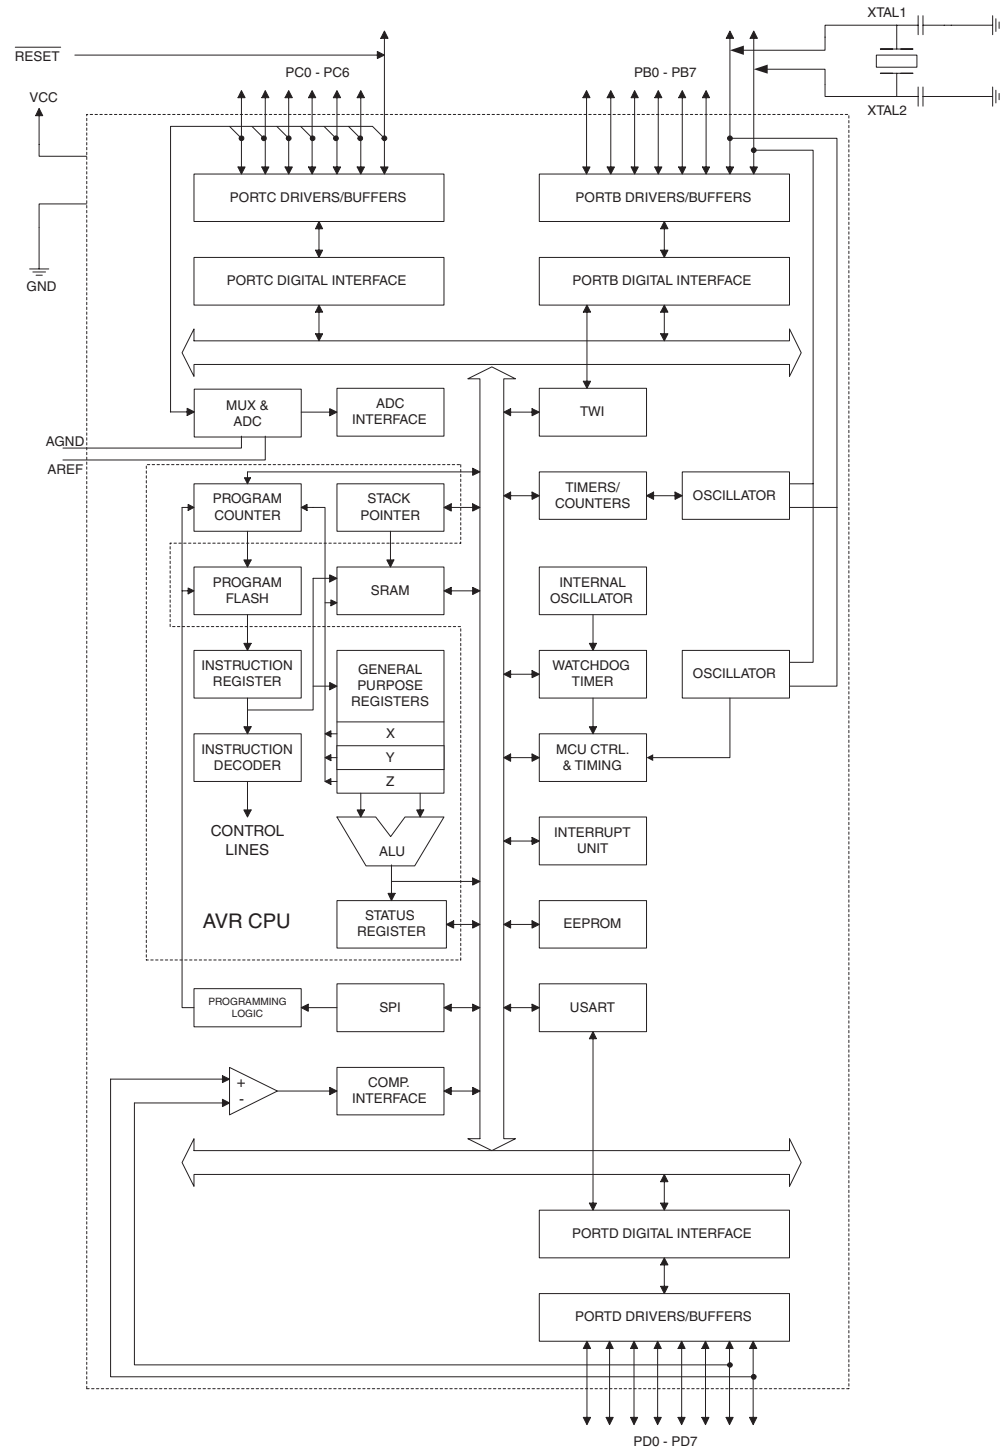 XTAL1
RESET
PC0 - PC6
PB0 - PB7
VCC
XTAL2
PORTC DRIVERS/BUFFERS
PORTB DRIVERS/BUFFERS
GND
PORTC DIGITAL INTERFACE
PORTB DIGITAL INTERFACE
MUX &
ADC
ADC
INTERFACE
TWI
AGND
AREF
PROGRAM
COUNTER
STACK
POINTER
TIMERS/
COUNTERS
OSCILLATOR
PROGRAM
FLASH
SRAM
INTERNAL
OSCILLATOR
INSTRUCTION
REGISTER
GENERAL
PURPOSE
REGISTERS
WATCHDOG
TIMER
OSCILLATOR
X
INSTRUCTION
DECODER
Y
MCU CTRL.
& TIMING
Z
CONTROL
LINES
ALU
INTERRUPT
UNIT
AVR CPU
STATUS
REGISTER
EEPROM
PROGRAMMING
LOGIC
SPI
USART
+
-
COMP.
INTERFACE
PORTD DIGITAL INTERFACE
PORTD DRIVERS/BUFFERS
PD0 - PD7